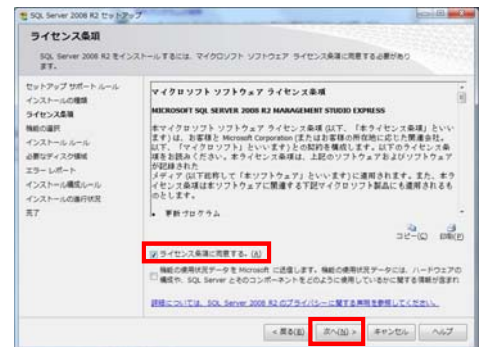 SQL Server 2008 R2 セットアップ
ライセンス条項
SQL Server 2008 R2 をインストールするには、マイクロソフト ソフトウェア ライセンス条項に同意する必要があり
ます。
セットアップ サポート ルール
インストールの種類
ライセンス条項
機能の選択
インストール ルール
必要なディスク領域
エラー レポート
インストール構成ルール
インストールの進行状況
完了
マイクロソフト ソフトウェア ライセンス条項
MICROSOFT SQL SERVER 2008 R2 MANAGEMENT STUDIO EXPRESS
本マイクロソフト ソフトウェア ライセンス条項 (以下、「本ライセンス条項」といい
ます) は、お客様と Microsoft Corporation (またはお客様の所在地に応じた関連会社。
以下、「マイクロソフト」といいます) との契約を構成します。以下のライセンス条
項をお読みください。本ライセンス条項は、上記のソフトウェアおよびソフトウェア
が記録された
メディア (以下総称して「本ソフトウェア」といいます) に適用されます。また、本ラ
イセンス条項は本ソフトウェアに関連する下記マイクロソフト製品にも適用されるも
のとします。
• 更新プログラム
コピー(C) 印刷(P)
ライセンス条項に同意する。(A)
機能の使用状況データを Microsoft に送信します。機能の使用状況データには、ハードウェアの
構成や、SQL Server とそのコンポーネントをどのように使用しているかに関する情報が含まれ
詳細については、SQL Server 2008 R2 のプライバシーに関する声明を参照してください。
< 戻る(B) 次へ(N) > キャンセル ヘルプ